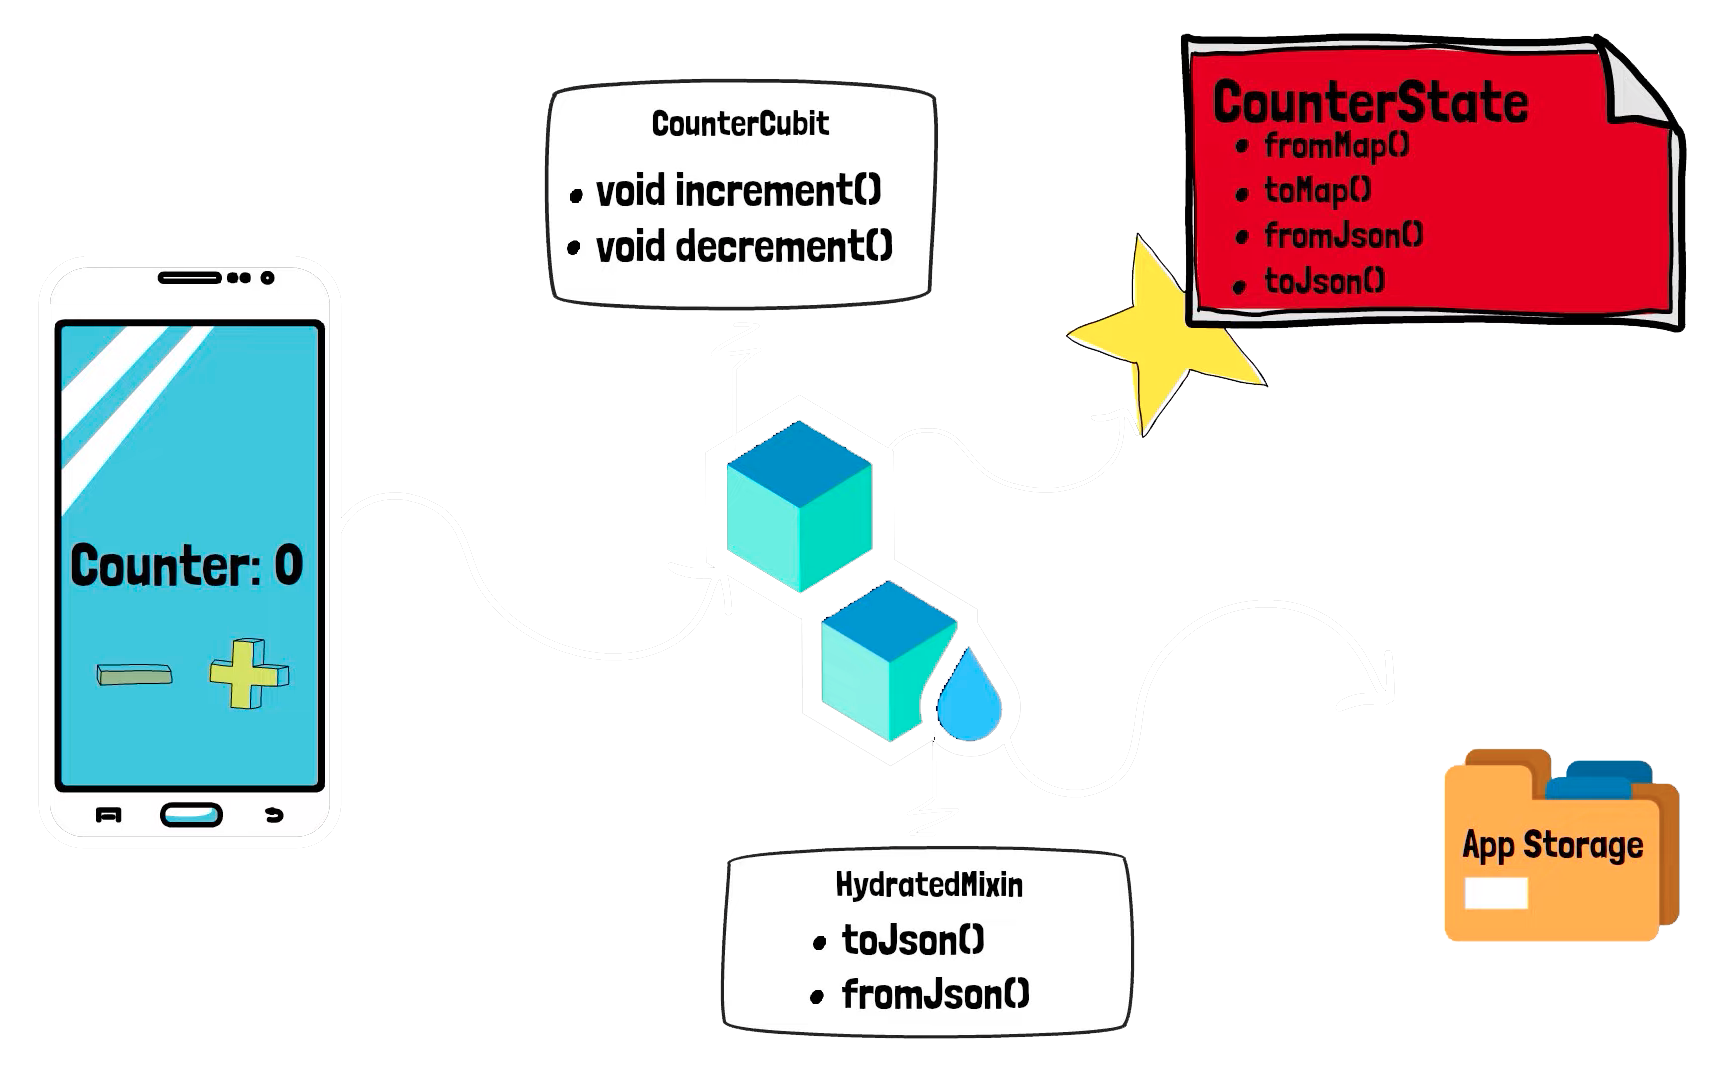 CounterCubit
• void increment()
• void decrement()
CounterState
• fromMap()
• toMap()
• fromJson()
• toJson()
Counter: 0
App Storage
HydratedMixin
• toJson()
• fromJson()